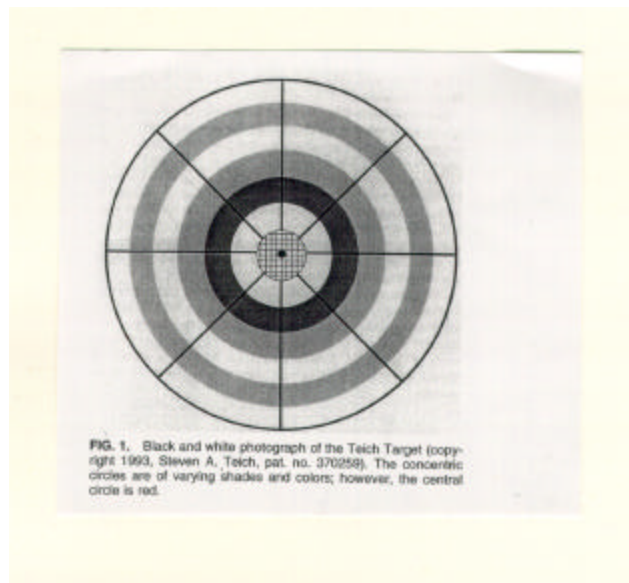 FIG. 1. Black and white photograph of the Teich Target (copy-
right 1993, Steven A. Teich, pat. no. 370259). The concentric
circles are of varying shades and colors; however, the central
circle is red.